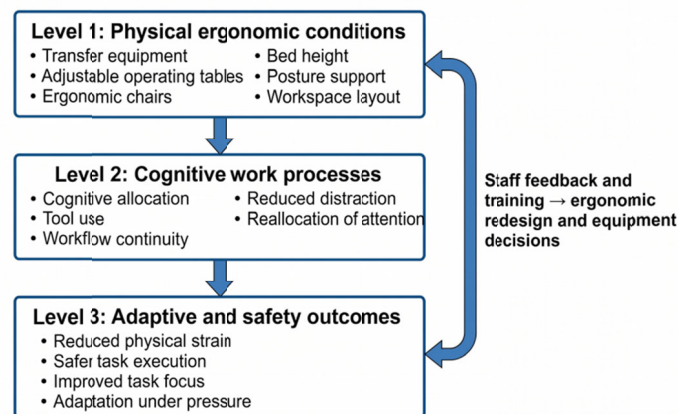 Level 1: Physical ergonomic conditions
• Transfer equipment
• Adjustable operating tables
• Ergonomic chairs
• Bed height
• Posture support
• Workspace layout
Level 2: Cognitive work processes
• Cognitive allocation
• Tool use
• Workflow continuity
• Reduced distraction
• Reallocation of attention
Staff feedback and
training → ergonomic
redesign and equipment
decisions
Level 3: Adaptive and safety outcomes
• Reduced physical strain
• Safer task execution
• Improved task focus
• Adaptation under pressure